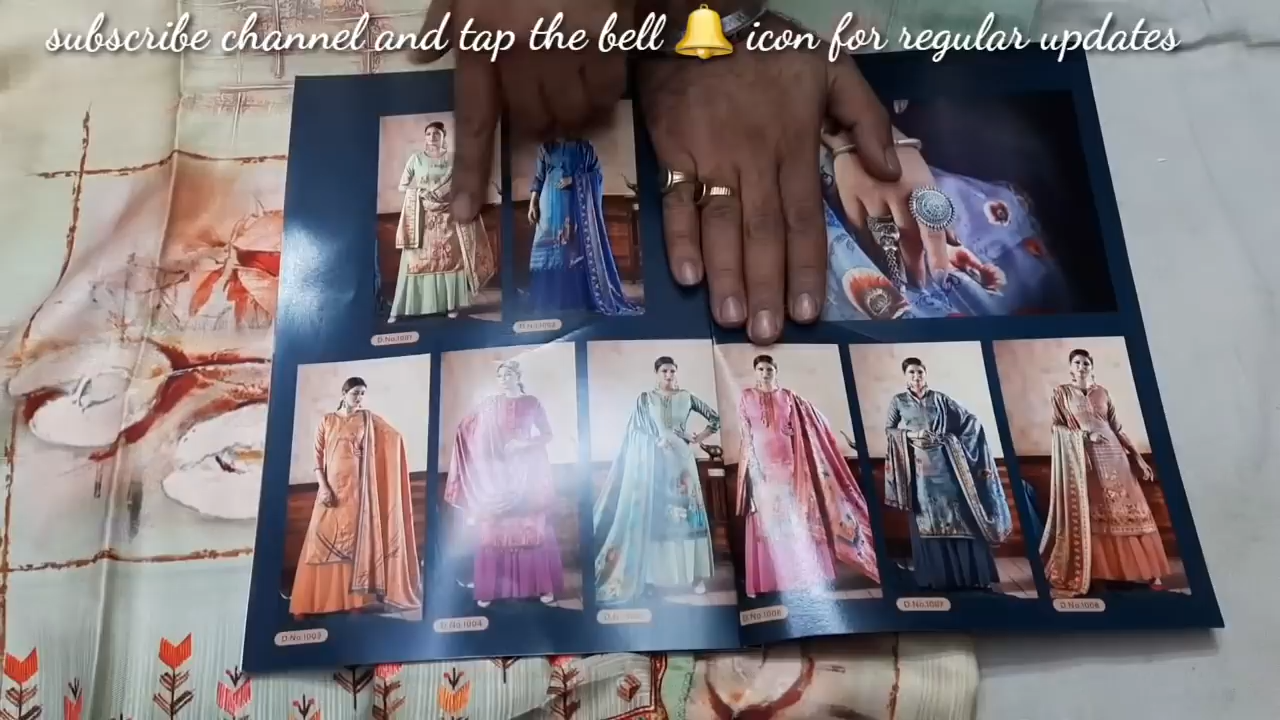 subscribe channel and tap the bell 🔔 icon for regular updates
D.No.1001
D.No.1002
D.No.1003
D.No.1004
D.No.1006
D.No.1007
D.No.1008